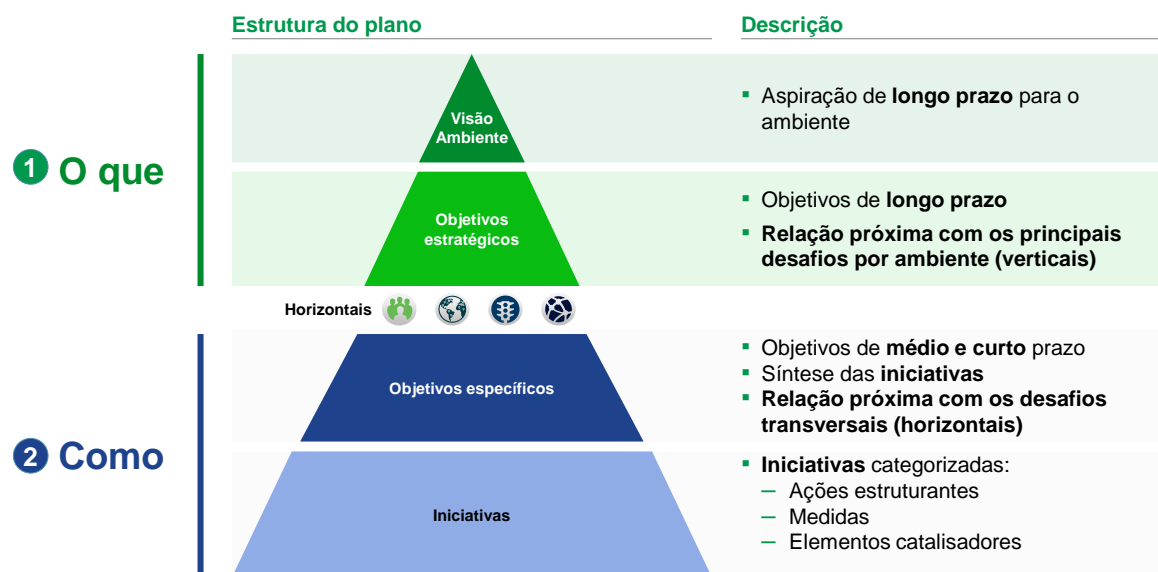 Estrutura do plano
Descrição
1 O que
Visão
Ambiente
▪ Aspiração de longo prazo para o
ambiente
Objetivos
estratégicos
▪ Objetivos de longo prazo
▪ Relação próxima com os principais
desafios por ambiente (verticais)
Horizontais
2 Como
Objetivos específicos
▪ Objetivos de médio e curto prazo
▪ Síntese das iniciativas
▪ Relação próxima com os desafios
transversais (horizontais)
Iniciativas
▪ Iniciativas categorizadas:
– Ações estruturantes
– Medidas
– Elementos catalisadores